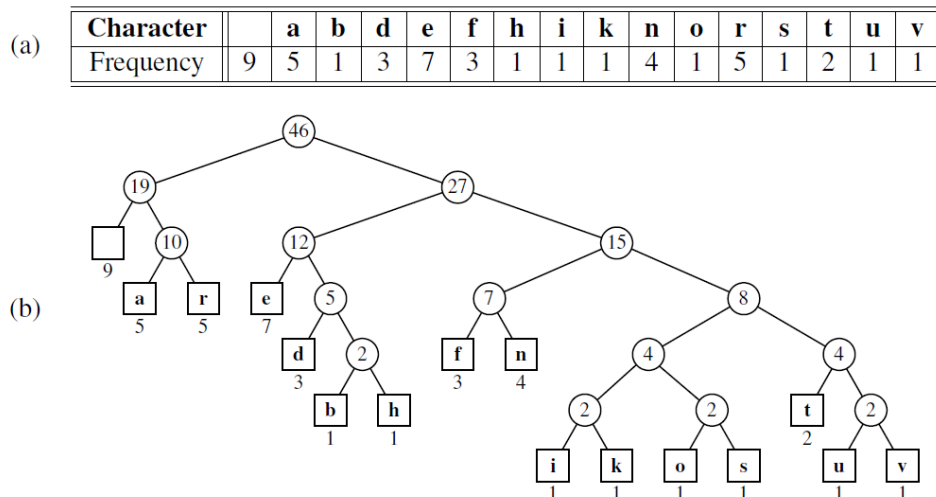 (a)
Character a b d e f h i k n o r s t u v
Frequency 9 5 1 3 7 3 1 1 1 4 1 5 1 2 1 1
46
19 27
10 12 15
9
a r e 5 7 8
5 5 7
(b)
d 2 f n 4 4
3 3 4
b h 2 2 t 2
1 1 2
i k o s u v
1 1 1 1 1 1